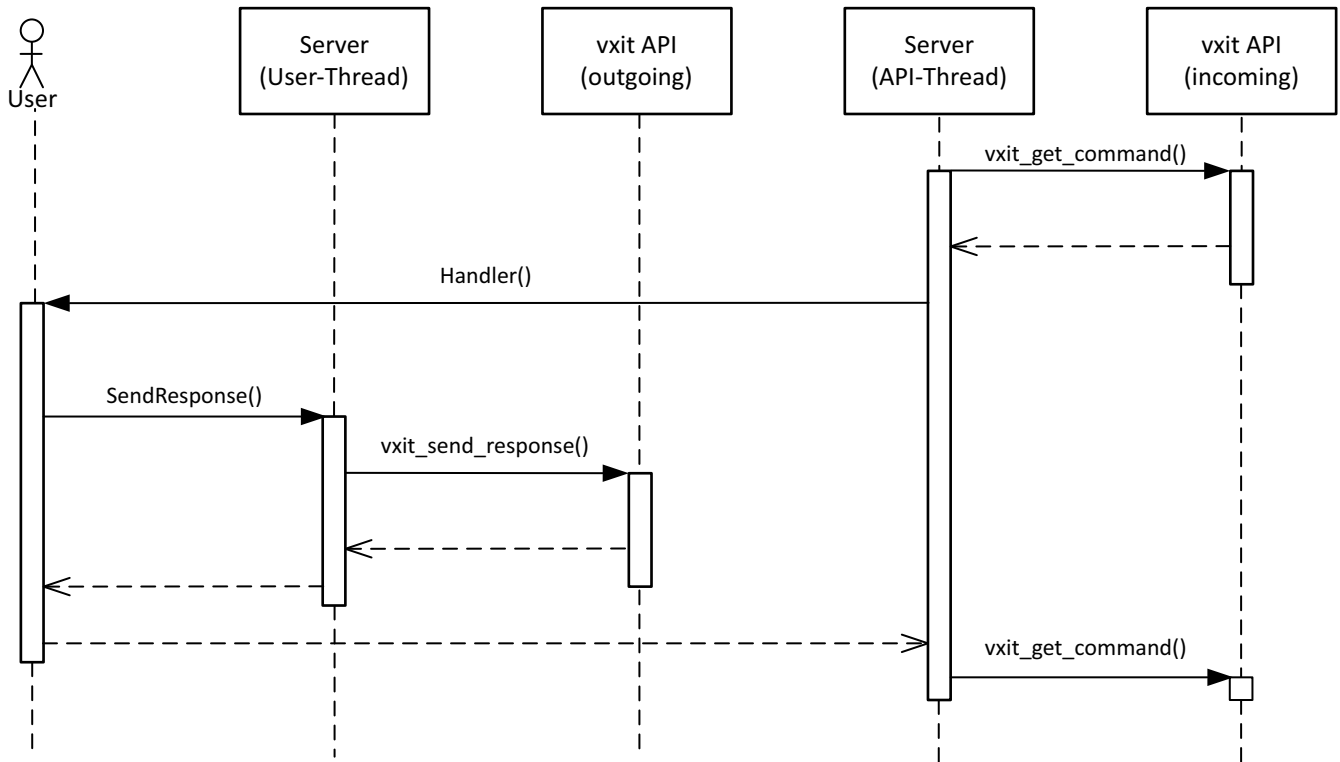 User
Server
(User-Thread)
vxit API
(outgoing)
Server
(API-Thread)
vxit API
(incoming)
vxit_get_command()
Handler()
SendResponse()
vxit_send_response()
vxit_get_command()